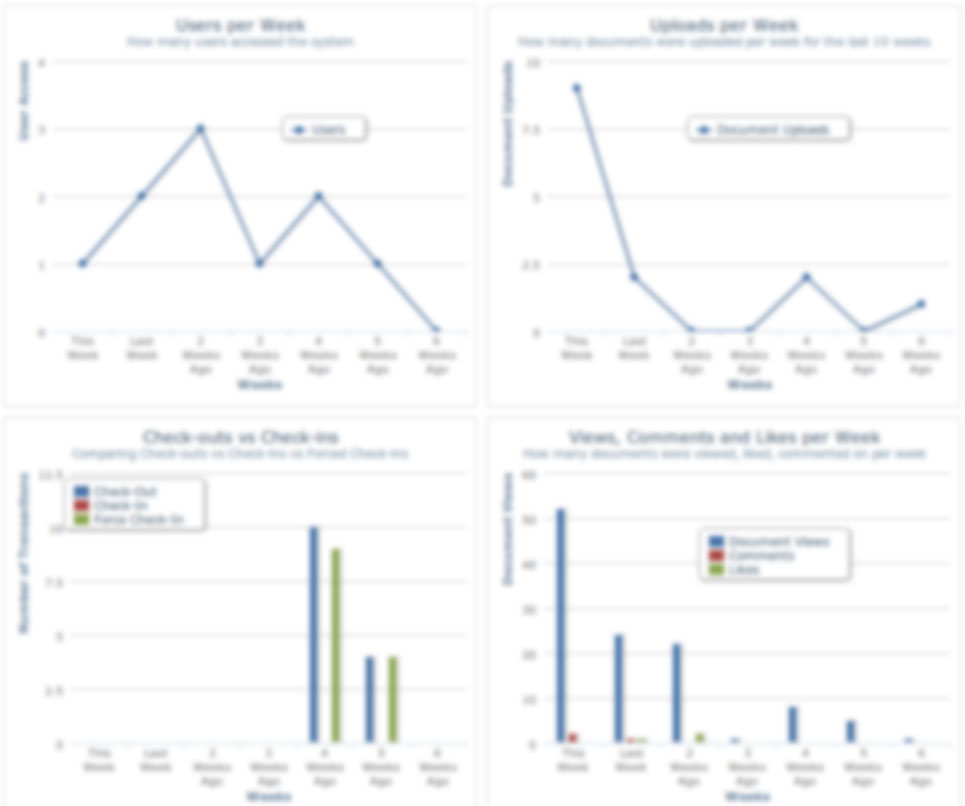 Users per Week
How many users accessed the system
User Access
4
3
2
1
0
Users
This Week
Last Week
2 Weeks Ago
3 Weeks Ago
4 Weeks Ago
5 Weeks Ago
6 Weeks Ago
Weeks
Uploads per Week
How many documents were uploaded per week for the last 10 weeks
Document Uploads
10
7.5
5
2.5
0
Document Uploads
This Week
Last Week
2 Weeks Ago
3 Weeks Ago
4 Weeks Ago
5 Weeks Ago
6 Weeks Ago
Weeks
Check-outs vs Check-ins
Comparing Check-outs vs Check-ins vs Forced Check-ins
Number of Transactions
12.5
10
7.5
5
2.5
0
Check-Out
Check-In
Force Check-In
This Week
Last Week
2 Weeks Ago
3 Weeks Ago
4 Weeks Ago
5 Weeks Ago
6 Weeks Ago
Weeks
Views, Comments and Likes per Week
How many documents were viewed, liked, commented on per week
Document Views
60
50
40
30
20
10
0
Document Views
Comments
Likes
This Week
Last Week
2 Weeks Ago
3 Weeks Ago
4 Weeks Ago
5 Weeks Ago
6 Weeks Ago
Weeks